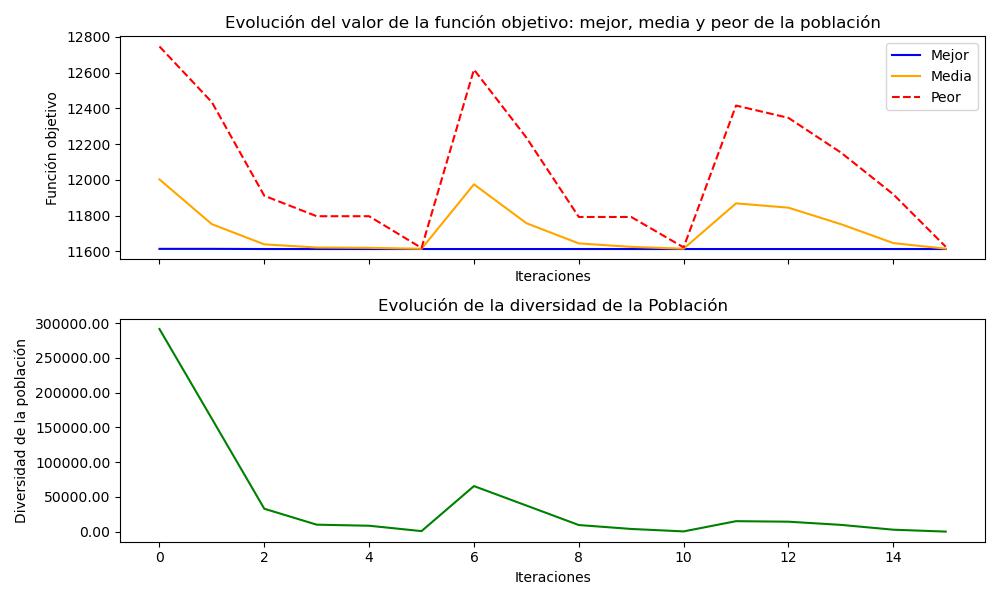 Evolución del valor de la función objetivo: mejor, media y peor de la población
12800
12600
12400
12200
12000
11800
11600
Función objetivo
Mejor
Media
Peor
Iteraciones
Evolución de la diversidad de la Población
300000.00
250000.00
200000.00
150000.00
100000.00
50000.00
0.00
Diversidad de la población
0 2 4 6 8 10 12 14
Iteraciones